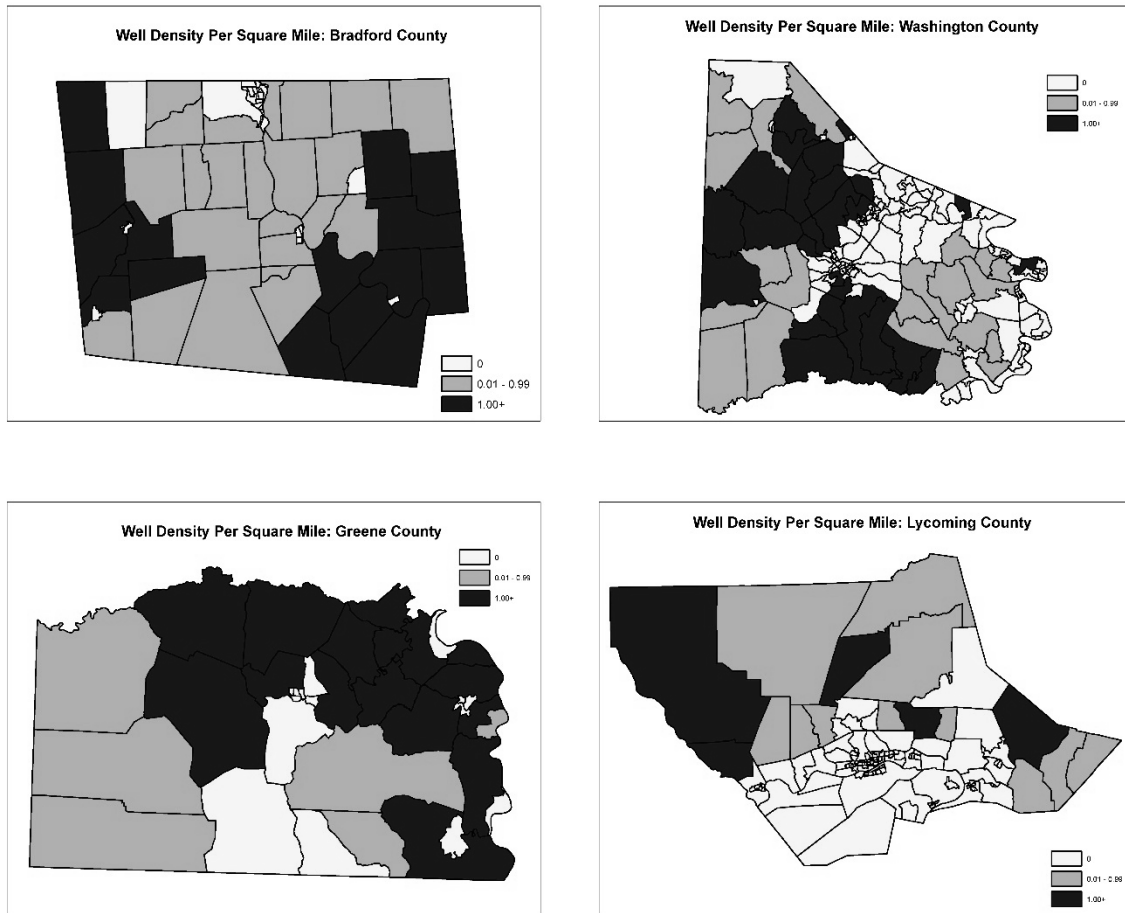 Well Density Per Square Mile: Bradford County
0
0.01 - 0.99
1.00+
Well Density Per Square Mile: Washington County
0
0.01 - 0.99
1.00+
Well Density Per Square Mile: Greene County
0
0.01 - 0.99
1.00+
Well Density Per Square Mile: Lycoming County
0
0.01 - 0.99
1.00+